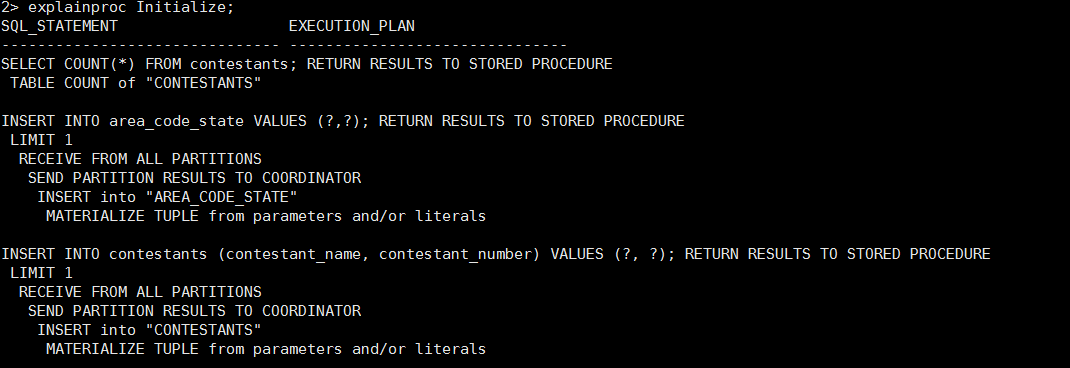 2> explainproc Initialize;
SQL_STATEMENT                   EXECUTION_PLAN
------------------------------- -------------------------------
SELECT COUNT(*) FROM contestants; RETURN RESULTS TO STORED PROCEDURE
 TABLE COUNT of "CONTESTANTS"

INSERT INTO area_code_state VALUES (?,?); RETURN RESULTS TO STORED PROCEDURE
 LIMIT 1
  RECEIVE FROM ALL PARTITIONS
   SEND PARTITION RESULTS TO COORDINATOR
    INSERT into "AREA_CODE_STATE"
     MATERIALIZE TUPLE from parameters and/or literals

INSERT INTO contestants (contestant_name, contestant_number) VALUES (?, ?); RETURN RESULTS TO STORED PROCEDURE
 LIMIT 1
  RECEIVE FROM ALL PARTITIONS
   SEND PARTITION RESULTS TO COORDINATOR
    INSERT into "CONTESTANTS"
     MATERIALIZE TUPLE from parameters and/or literals